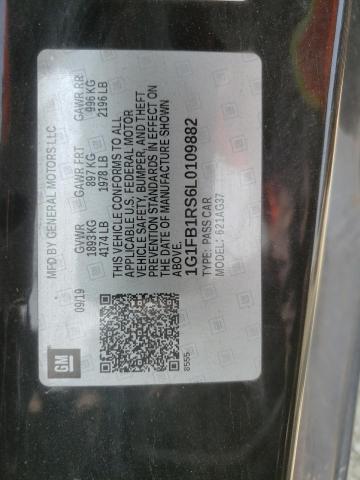 GM
MFD BY GENERAL MOTORS LLC
09/19 GVWR GAWR FRT GAWR RR
1893 KG 897 KG 996 KG
4174 LB 1978 LB 2196 LB
THIS VEHICLE CONFORMS TO ALL
APPLICABLE U.S. FEDERAL MOTOR
VEHICLE SAFETY, BUMPER, AND THEFT
PREVENTION STANDARDS IN EFFECT ON
THE DATE OF MANUFACTURE SHOWN
ABOVE.
1G1FB1RS6L0109882
TYPE: PASS CAR
MODEL: 621AG37
8555